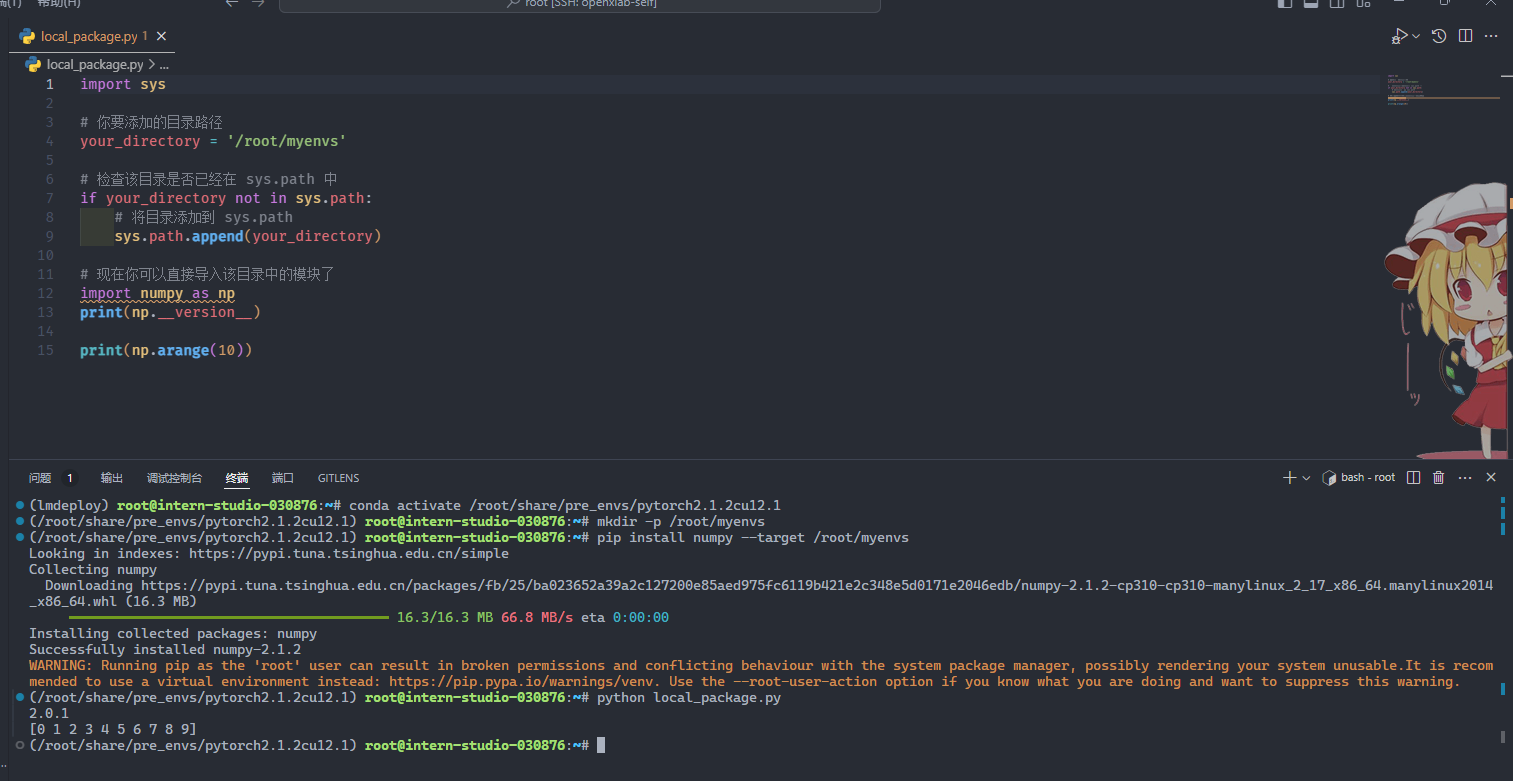 帮助(H)
root [SSH: openxlab-self]
local_package.py 1
local_package.py > ...
1 import sys
2
3 # 你要添加的目录路径
4 your_directory = '/root/myenvs'
5
6 # 检查该目录是否已经在 sys.path 中
7 if your_directory not in sys.path:
8 # 将目录添加到 sys.path
9 sys.path.append(your_directory)
10
11 # 现在你可以直接导入该目录中的模块了
12 import numpy as np
13 print(np.__version__)
14
15 print(np.arange(10))
じーーッ
问题 1 输出 调试控制台 终端 端口 GITLENS
bash - root
(lmdeploy) root@intern-studio-030876:~# conda activate /root/share/pre_envs/pytorch2.1.2cu12.1
(/root/share/pre_envs/pytorch2.1.2cu12.1) root@intern-studio-030876:~# mkdir -p /root/myenvs
(/root/share/pre_envs/pytorch2.1.2cu12.1) root@intern-studio-030876:~# pip install numpy --target /root/myenvs
Looking in indexes: https://pypi.tuna.tsinghua.edu.cn/simple
Collecting numpy
Downloading https://pypi.tuna.tsinghua.edu.cn/packages/fb/25/ba023652a39a2c127200e85aed975fc6119b421e2c348e5d0171e2046edb/numpy-2.1.2-cp310-cp310-manylinux_2_17_x86_64.manylinux2014
_x86_64.whl (16.3 MB)
16.3/16.3 MB 66.8 MB/s eta 0:00:00
Installing collected packages: numpy
Successfully installed numpy-2.1.2
WARNING: Running pip as the 'root' user can result in broken permissions and conflicting behaviour with the system package manager, possibly rendering your system unusable.It is recom
mended to use a virtual environment instead: https://pip.pypa.io/warnings/venv. Use the --root-user-action option if you know what you are doing and want to suppress this warning.
(/root/share/pre_envs/pytorch2.1.2cu12.1) root@intern-studio-030876:~# python local_package.py
2.0.1
[0 1 2 3 4 5 6 7 8 9]
(/root/share/pre_envs/pytorch2.1.2cu12.1) root@intern-studio-030876:~#